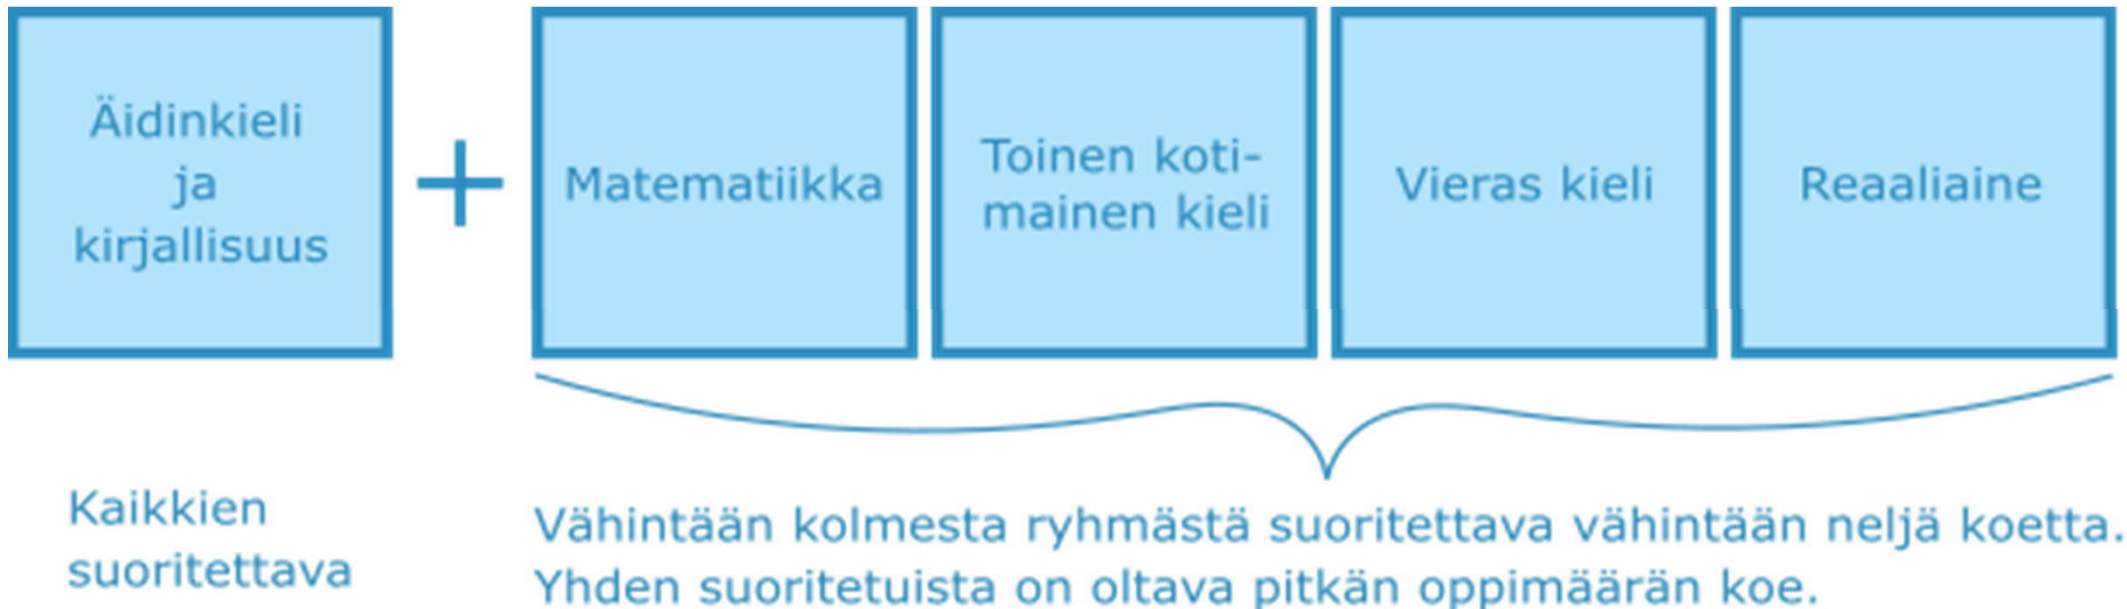 Äidinkieli
ja
kirjallisuus
+
Matematiikka
Toinen koti-
mainen kieli
Vieras kieli
Reaaliaine
Kaikkien
suoritettava
Vähintään kolmesta ryhmästä suoritettava vähintään neljä koetta.
Yhden suoritetuista on oltava pitkän oppimäärän koe.